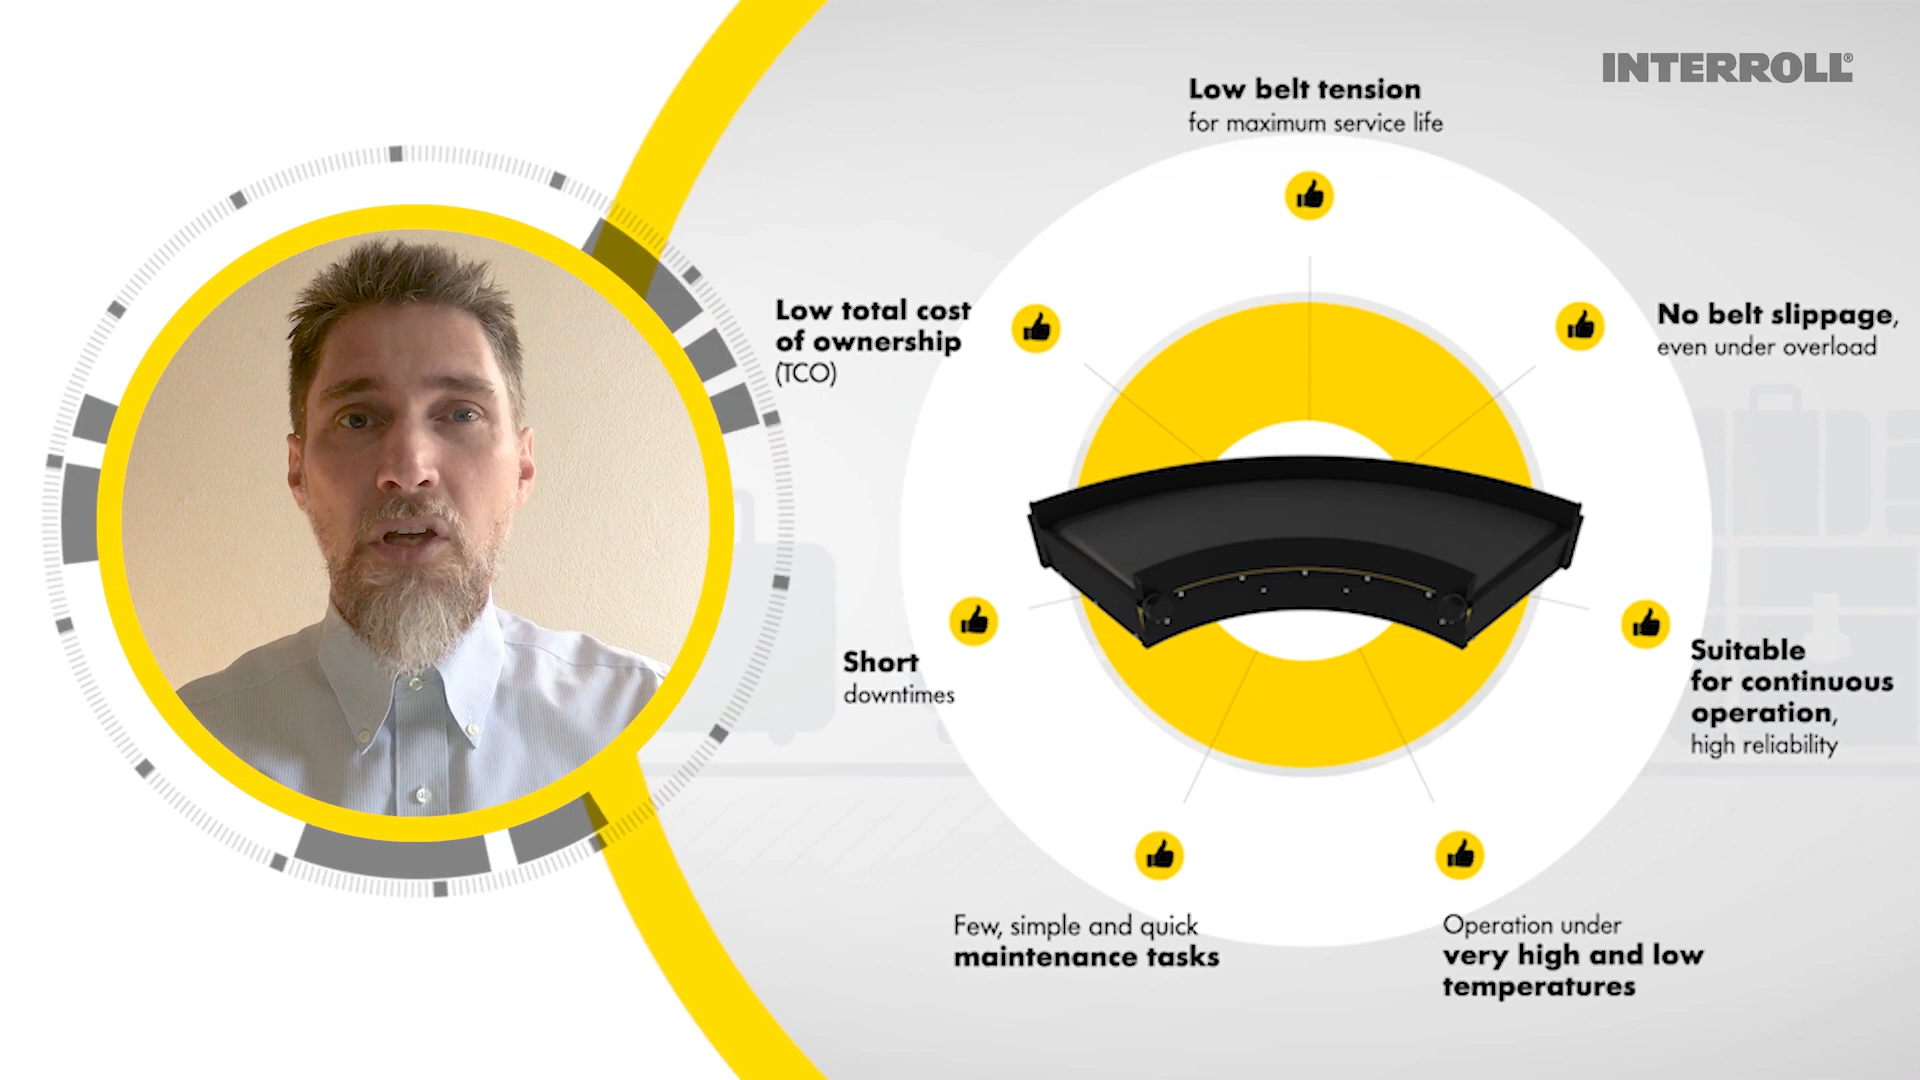 INTERROLL®
Low belt tension
for maximum service life
No belt slippage,
even under overload
Suitable
for continuous
operation,
high reliability
Operation under
very high and low
temperatures
Few, simple and quick
maintenance tasks
Short
downtimes
Low total cost
of ownership
(TCO)